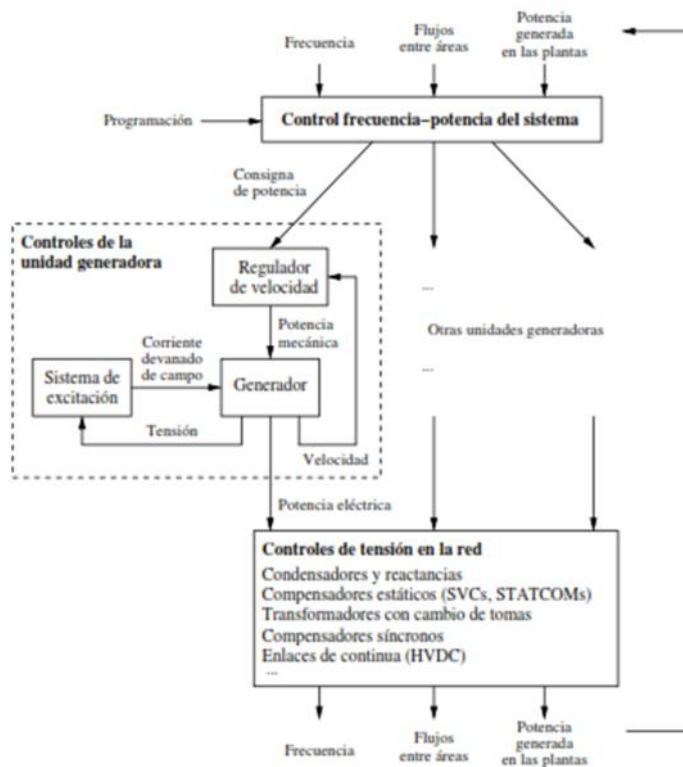 Frecuencia
Flujos
entre áreas
Potencia
generada
en las plantas
Programación
Control frecuencia–potencia del sistema
Consigna
de potencia
Controles de la
unidad generadora
Regulador
de velocidad
...
Potencia
mecánica
Otras unidades generadoras
Corriente
devanado
de campo
Sistema de
excitación
Generador
...
Tensión
Velocidad
Potencia eléctrica
Controles de tensión en la red
Condensadores y reactancias
Compensadores estáticos (SVCs, STATCOMs)
Transformadores con cambio de tomas
Compensadores síncronos
Enlaces de continua (HVDC)
...
Frecuencia
Flujos
entre áreas
Potencia
generada
en las plantas